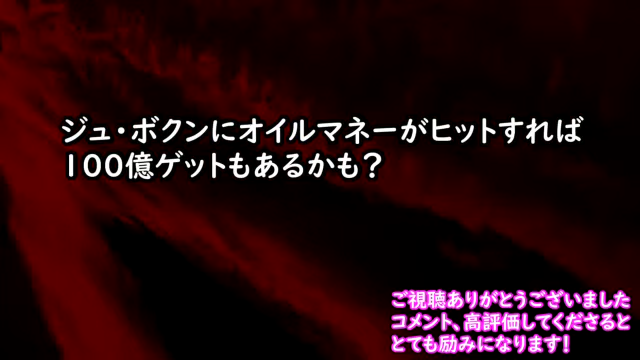 ジュ・ボクンにオイルマネーがヒットすれば
100億ゲットもあるかも？
ご視聴ありがとうございました
コメント、高評価してくださると
とても励みになります!